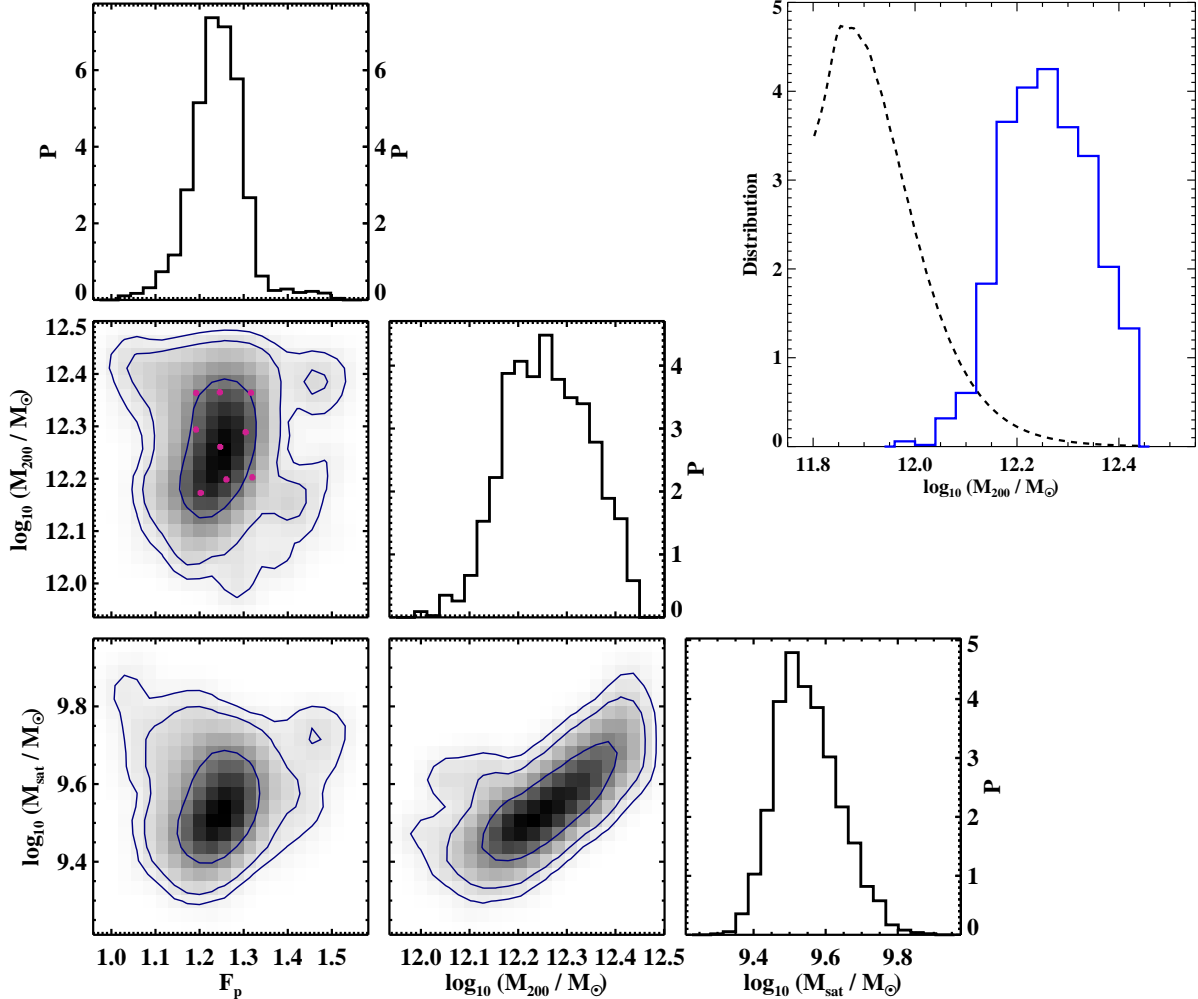 6
4
2
0
P
6
4
2
0
P
5
4
3
2
1
0
Distribution
11.8 12.0 12.2 12.4
log₁₀ (M₂₀₀ / M☉)
12.5
12.4
12.3
12.2
12.1
12.0
log₁₀ (M₂₀₀ / M☉)
4
3
2
1
0
P
9.8
9.6
9.4
log₁₀ (Mₛₐₜ / M☉)
5
4
3
2
1
0
P
1.0 1.1 1.2 1.3 1.4 1.5
Fₚ
12.0 12.1 12.2 12.3 12.4 12.5
log₁₀ (M₂₀₀ / M☉)
9.4 9.6 9.8
log₁₀ (Mₛₐₜ / M☉)